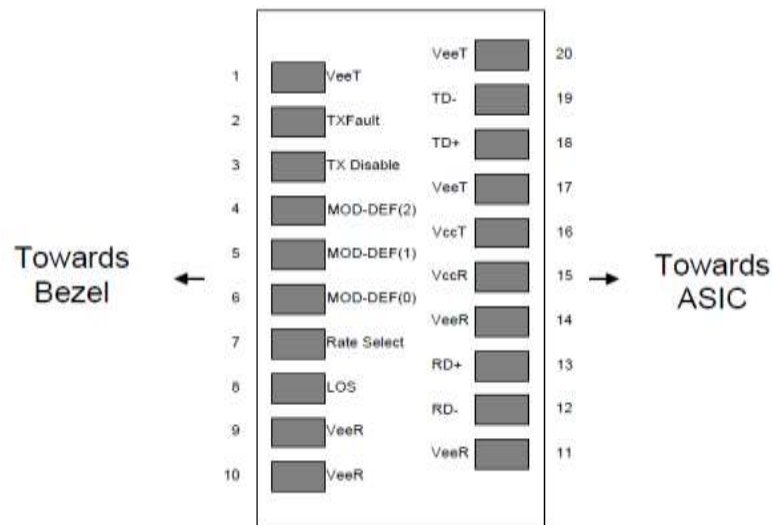 VeeT 20
1 VeeT
TD- 19
2 TXFault
TD+ 18
3 TX Disable
VeeT 17
4 MOD-DEF(2)
VccT 16
5 MOD-DEF(1)
Towards
Bezel
VccR 15
Towards
ASIC
6 MOD-DEF(0)
VeeR 14
7 Rate Select
RD+ 13
8 LOS
RD- 12
9 VeeR
VeeR 11
10 VeeR